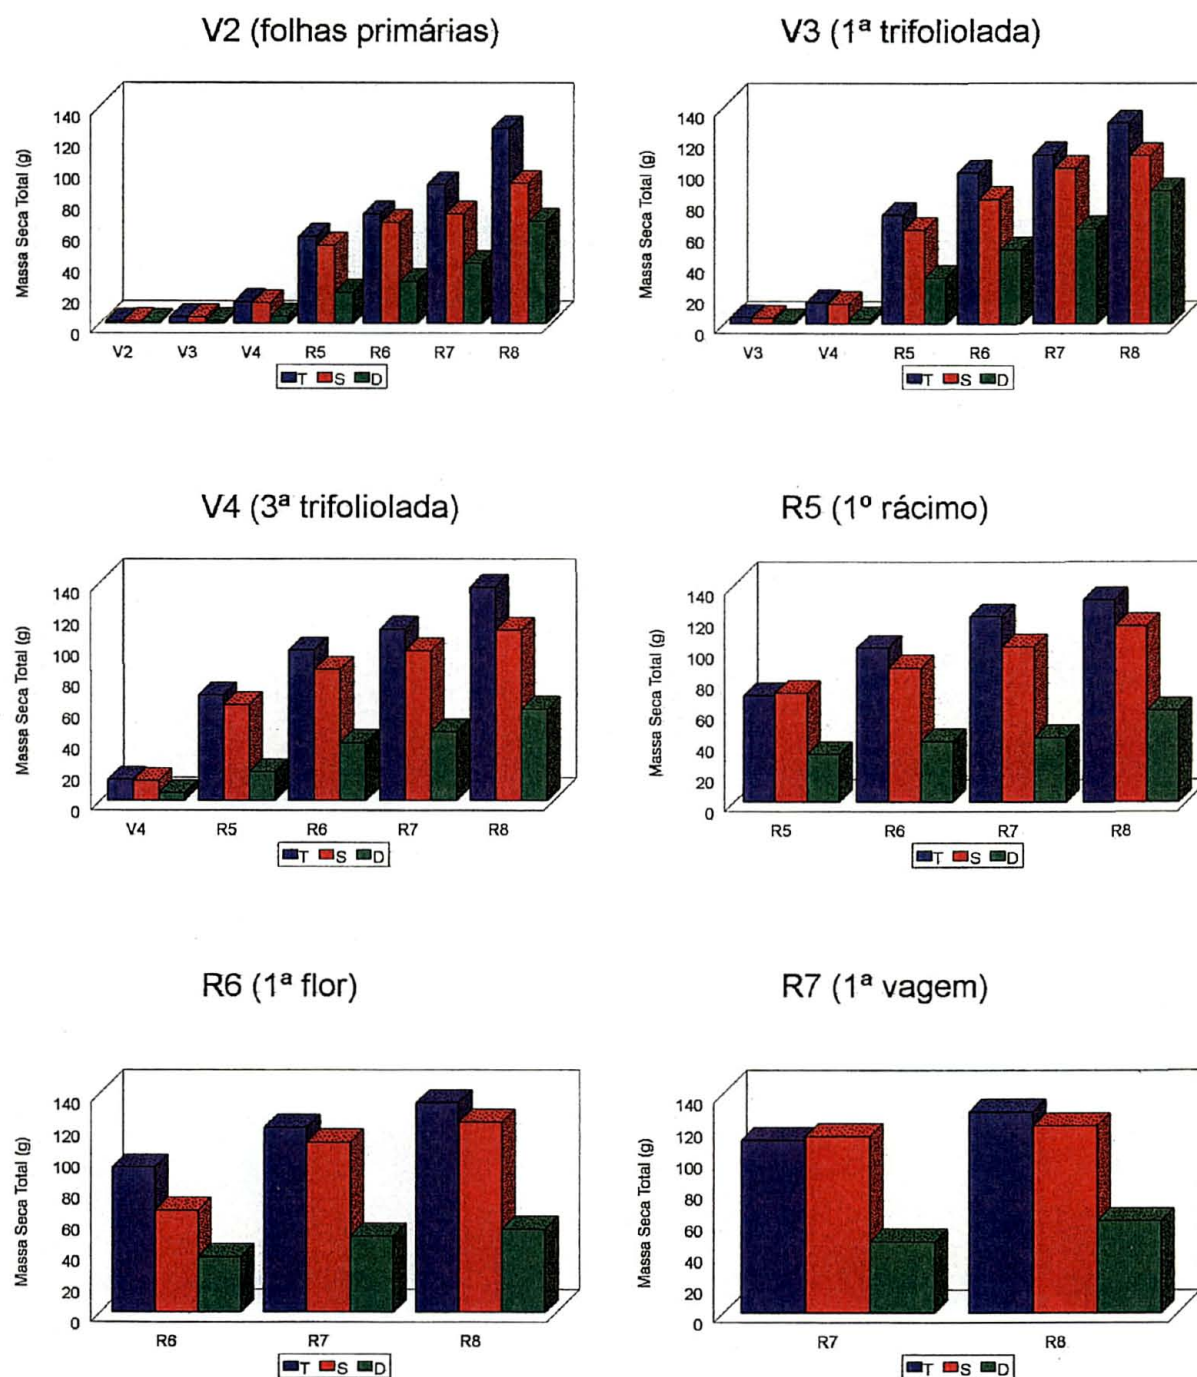 V2 (folhas primárias)
Massa Seca Total (g)
140
120
100
80
60
40
20
0
V2 V3 V4 R5 R6 R7 R8
T S D
V3 (1ª trifoliolada)
Massa Seca Total (g)
140
120
100
80
60
40
20
0
V3 V4 R5 R6 R7 R8
T S D
V4 (3ª trifoliolada)
Massa Seca Total (g)
140
120
100
80
60
40
20
0
V4 R5 R6 R7 R8
T S D
R5 (1º rácimo)
Massa Seca Total (g)
140
120
100
80
60
40
20
0
R5 R6 R7 R8
T S D
R6 (1ª flor)
Massa Seca Total (g)
140
120
100
80
60
40
20
0
R6 R7 R8
T S D
R7 (1ª vagem)
Massa Seca Total (g)
140
120
100
80
60
40
20
0
R7 R8
T S D